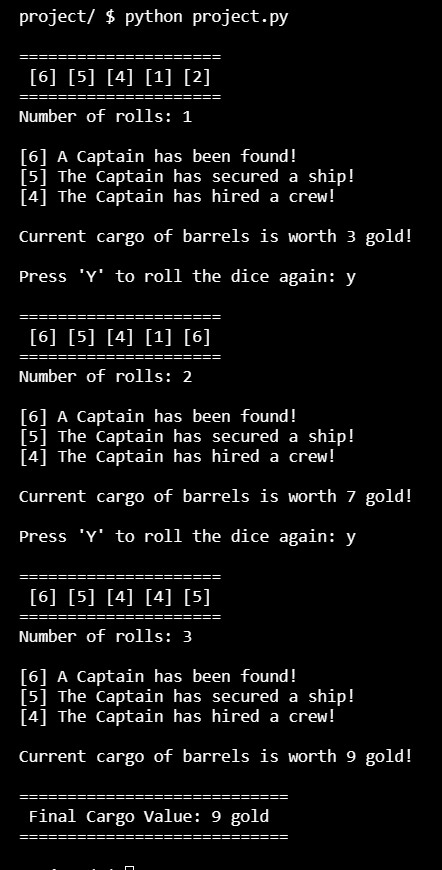 project/ $ python project.py
=====================
[6] [5] [4] [1] [2]
=====================
Number of rolls: 1
[6] A Captain has been found!
[5] The Captain has secured a ship!
[4] The Captain has hired a crew!
Current cargo of barrels is worth 3 gold!
Press 'Y' to roll the dice again: y
=====================
[6] [5] [4] [1] [6]
=====================
Number of rolls: 2
[6] A Captain has been found!
[5] The Captain has secured a ship!
[4] The Captain has hired a crew!
Current cargo of barrels is worth 7 gold!
Press 'Y' to roll the dice again: y
=====================
[6] [5] [4] [4] [5]
=====================
Number of rolls: 3
[6] A Captain has been found!
[5] The Captain has secured a ship!
[4] The Captain has hired a crew!
Current cargo of barrels is worth 9 gold!
============================
Final Cargo Value: 9 gold
============================